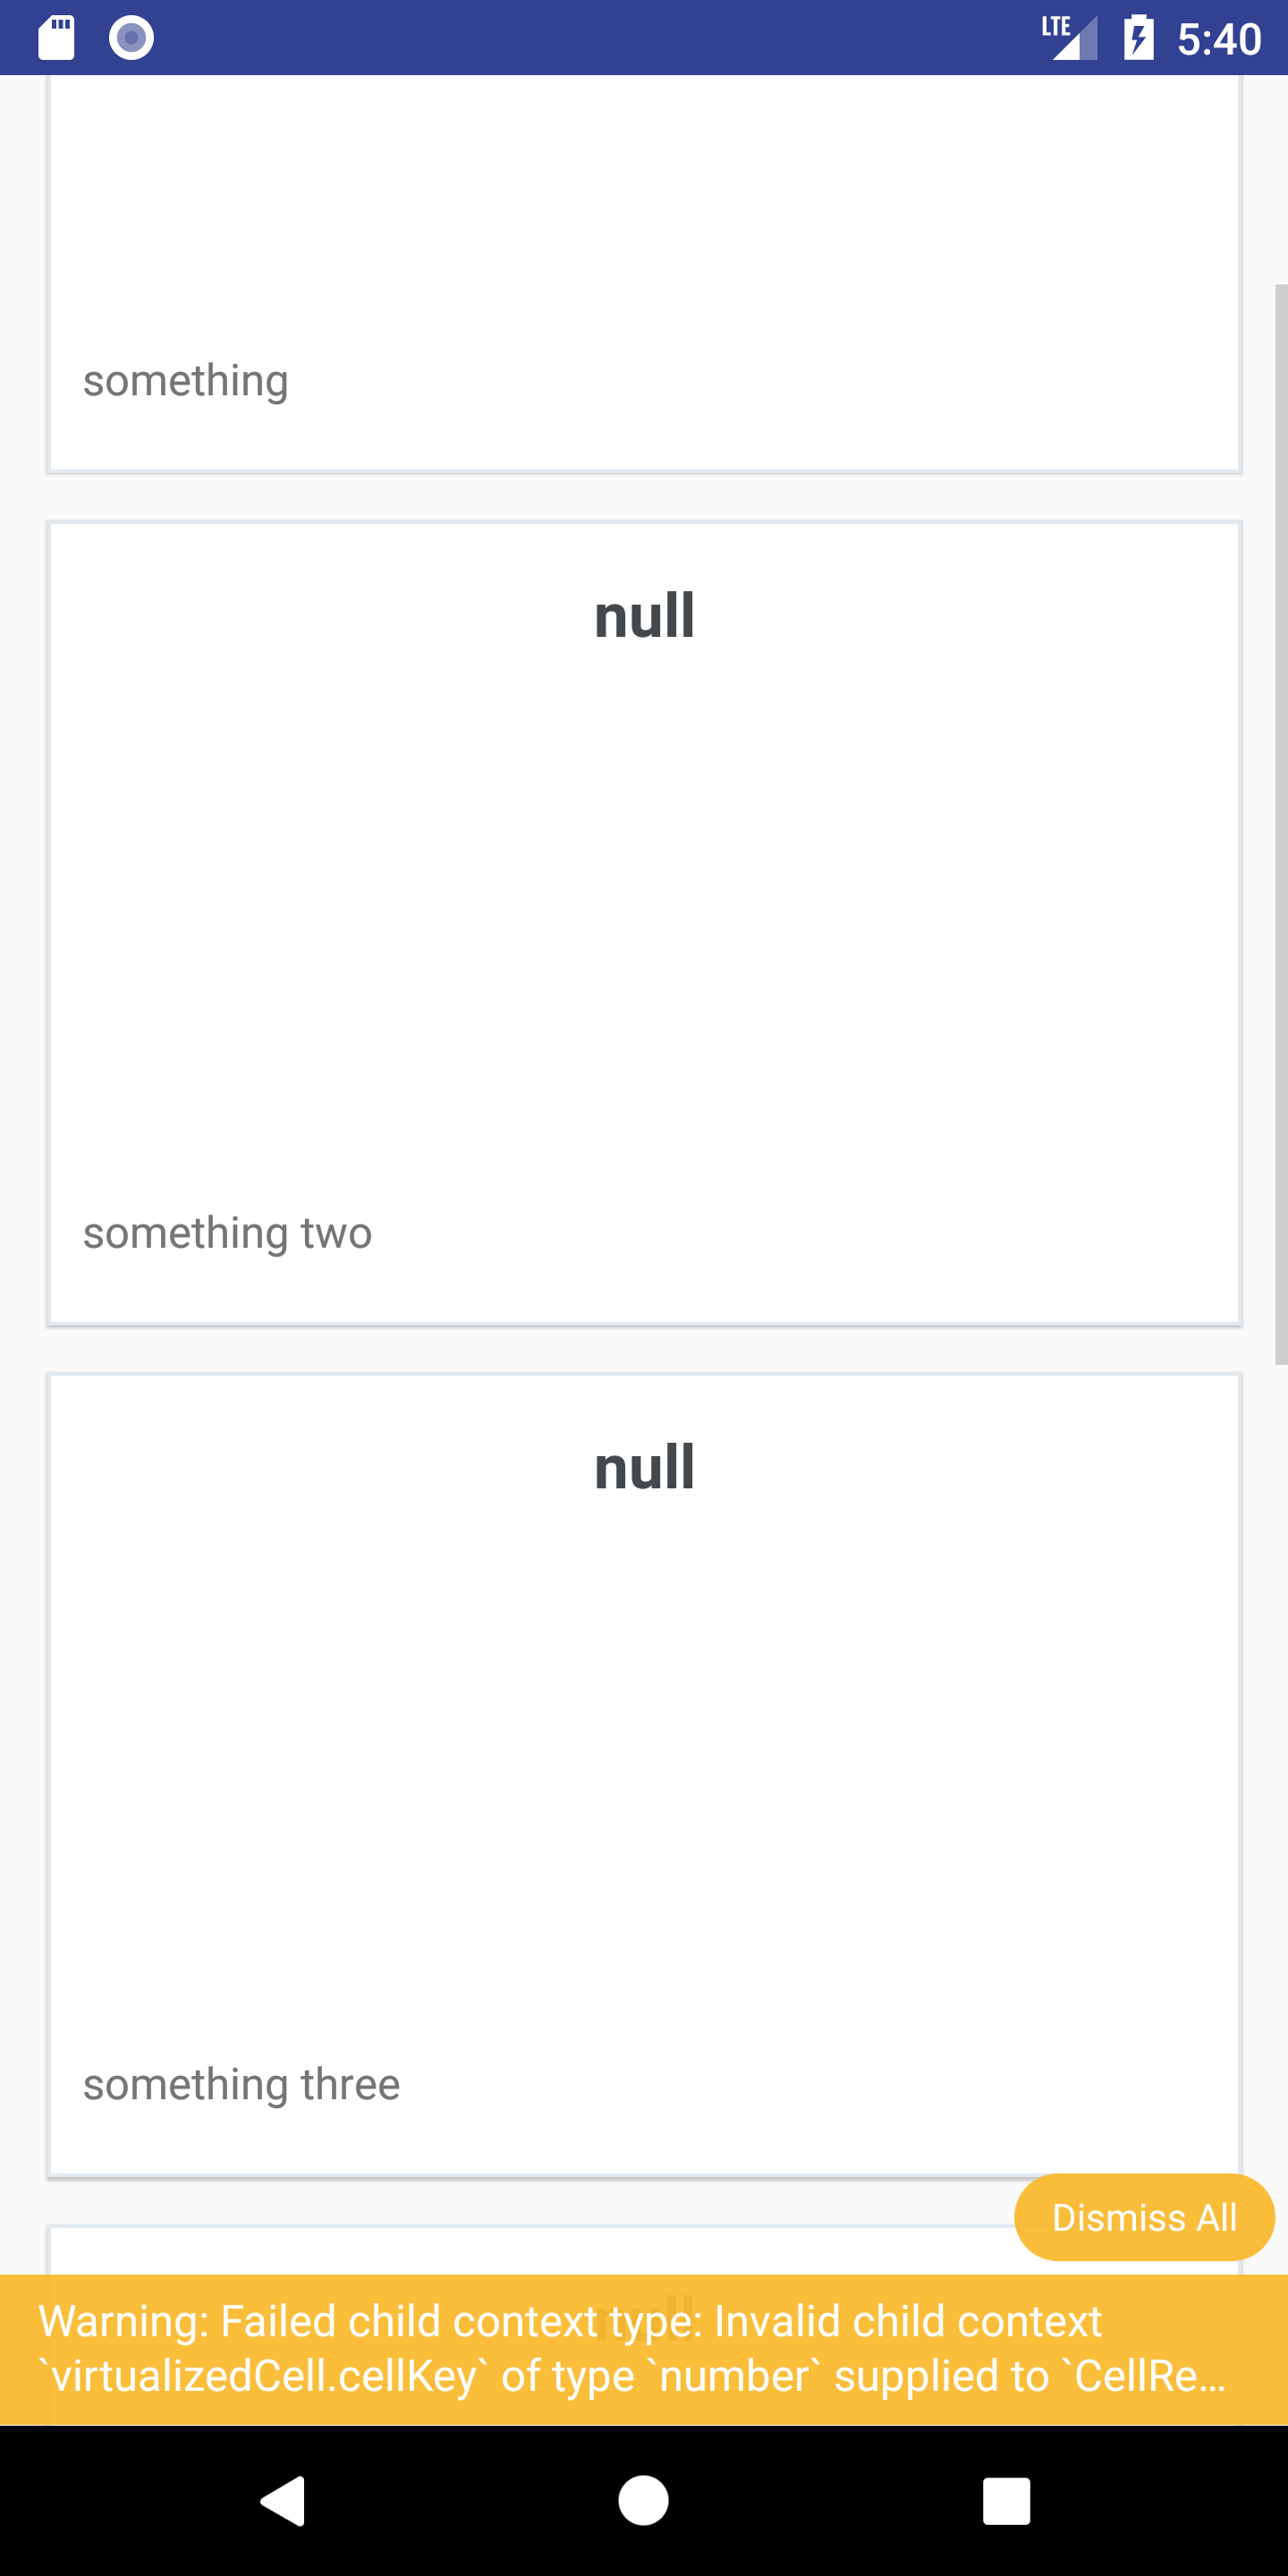 LTE 5:40
something
null
something two
null
something three
Dismiss All
null
Warning: Failed child context type: Invalid child context
`virtualizedCell.cellKey` of type `number` supplied to `CellRe...